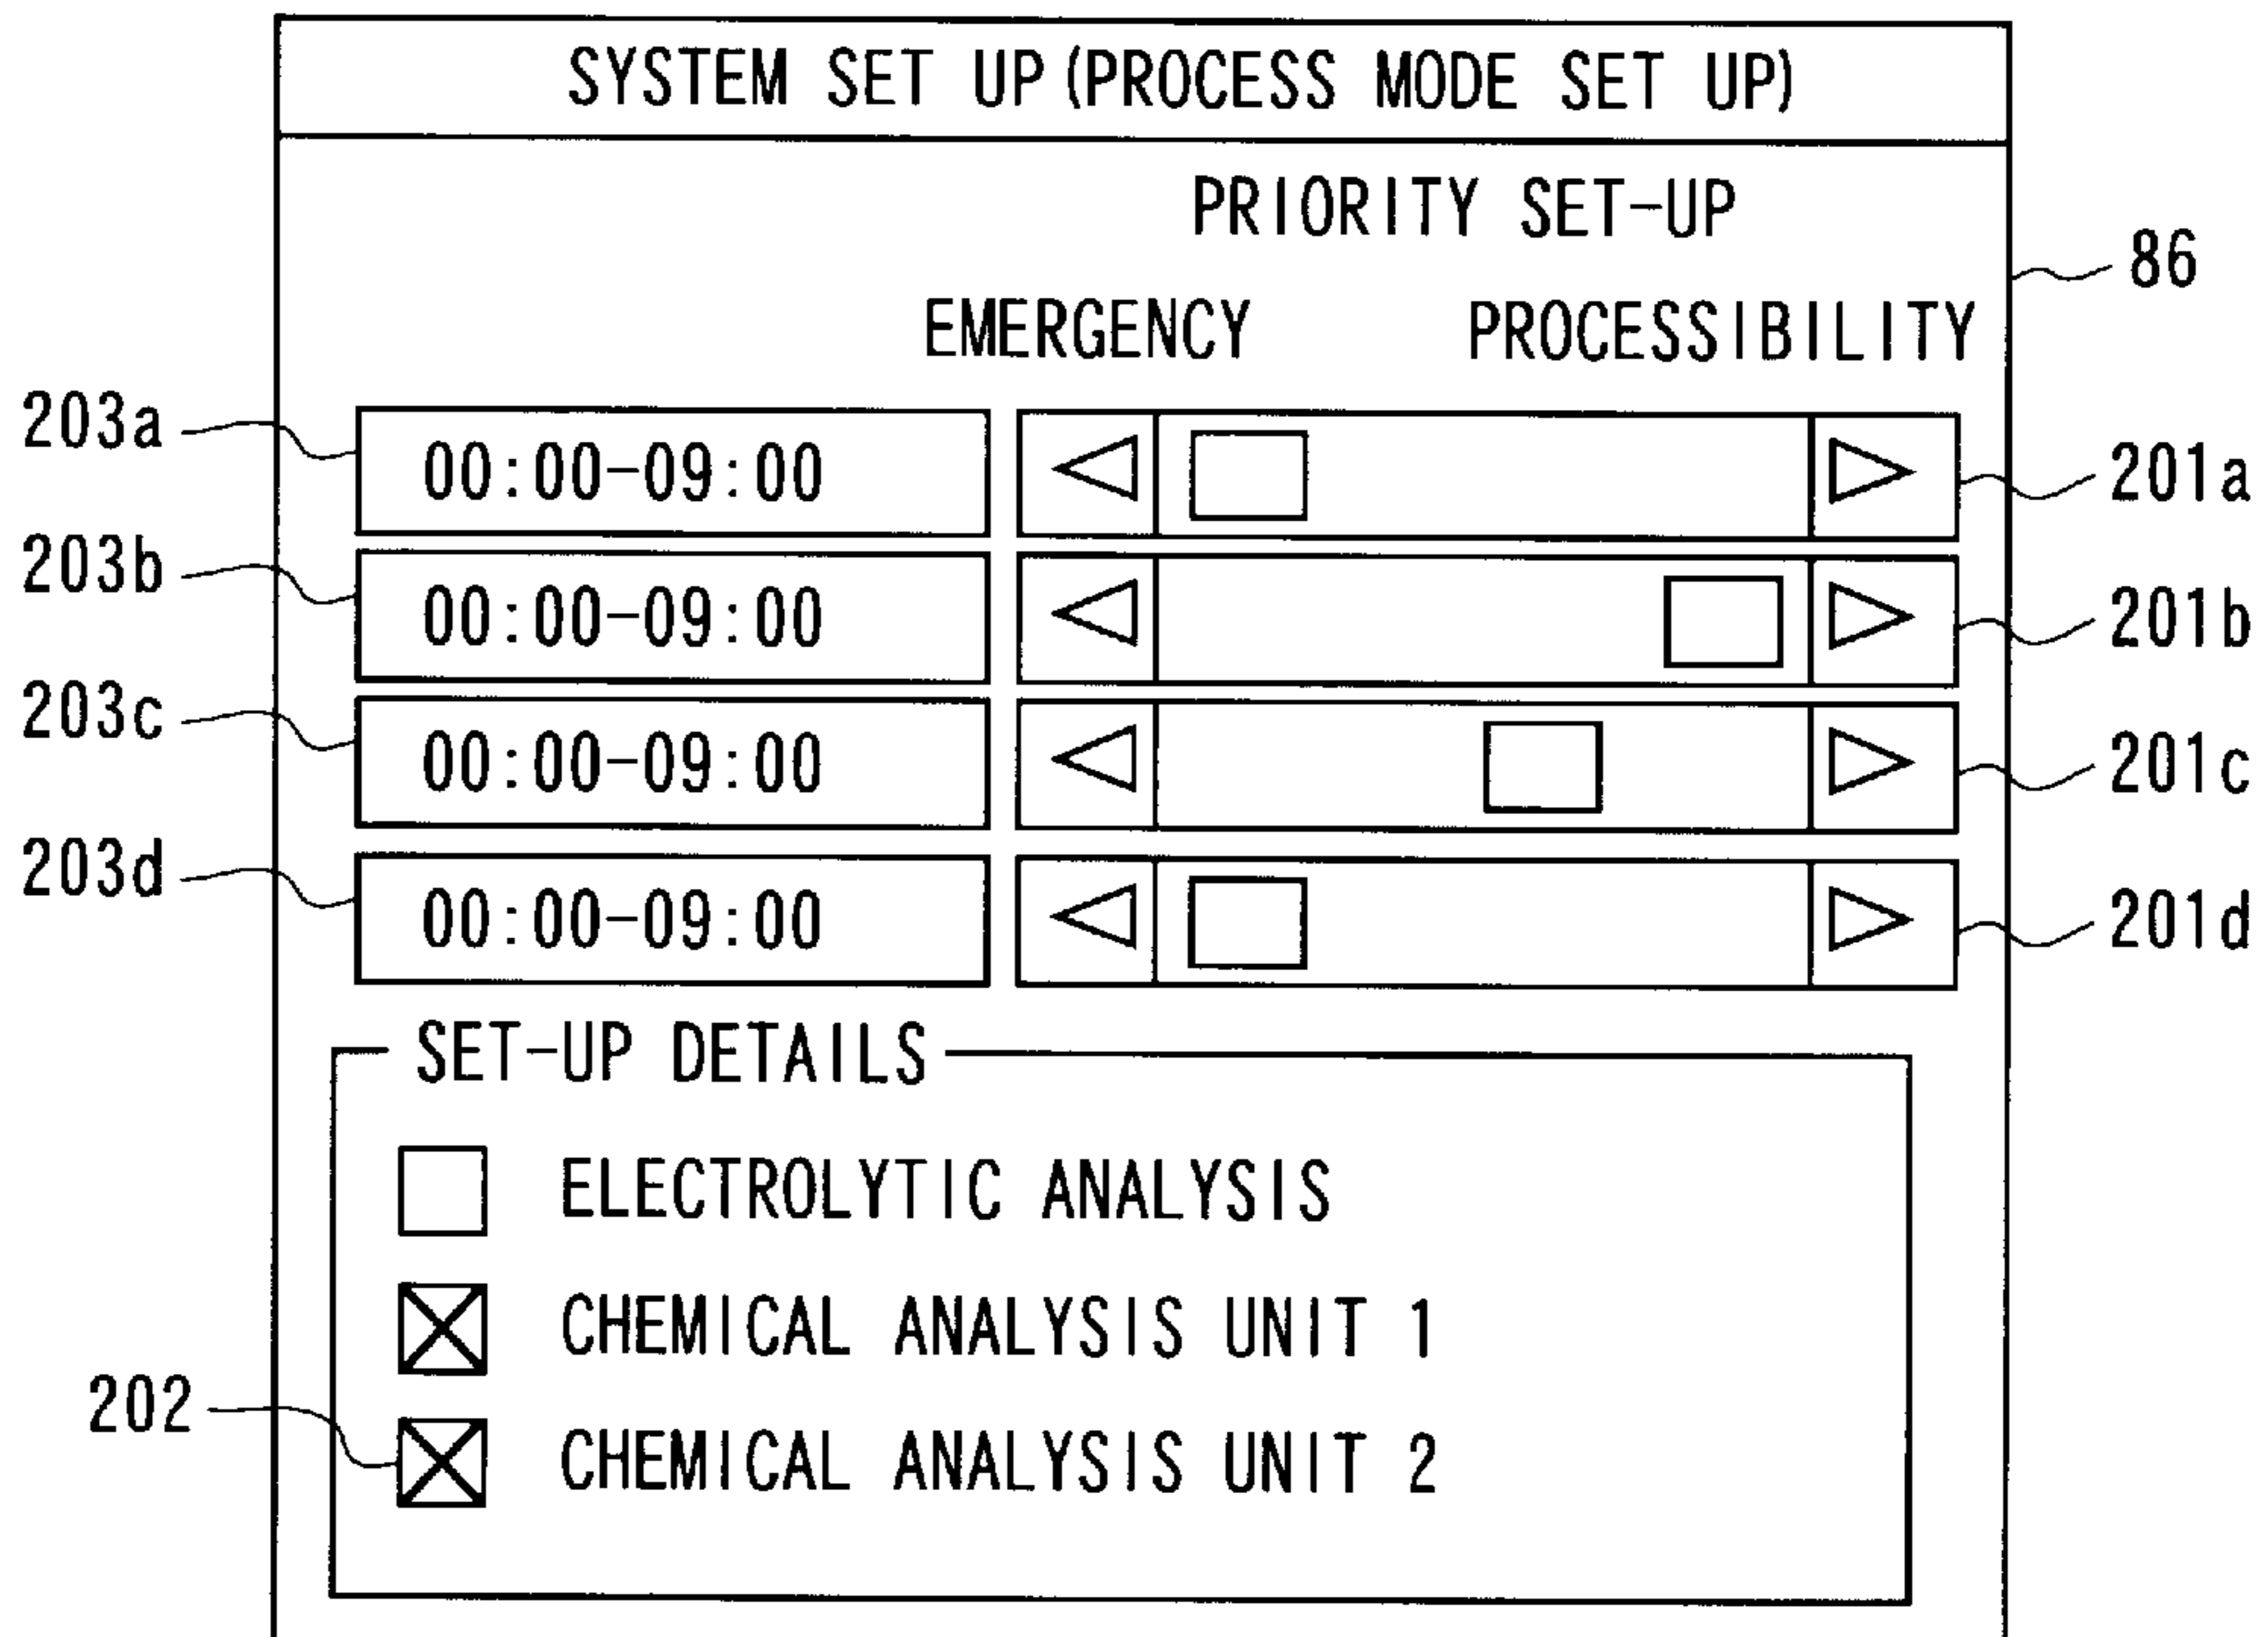 SYSTEM SET UP(PROCESS MODE SET UP)
PRIORITY SET-UP
86
EMERGENCY PROCESSIBILITY
203a 00:00-09:00 201a
203b 00:00-09:00 201b
203c 00:00-09:00 201c
203d 00:00-09:00 201d
SET-UP DETAILS
ELECTROLYTIC ANALYSIS
CHEMICAL ANALYSIS UNIT 1
202 CHEMICAL ANALYSIS UNIT 2